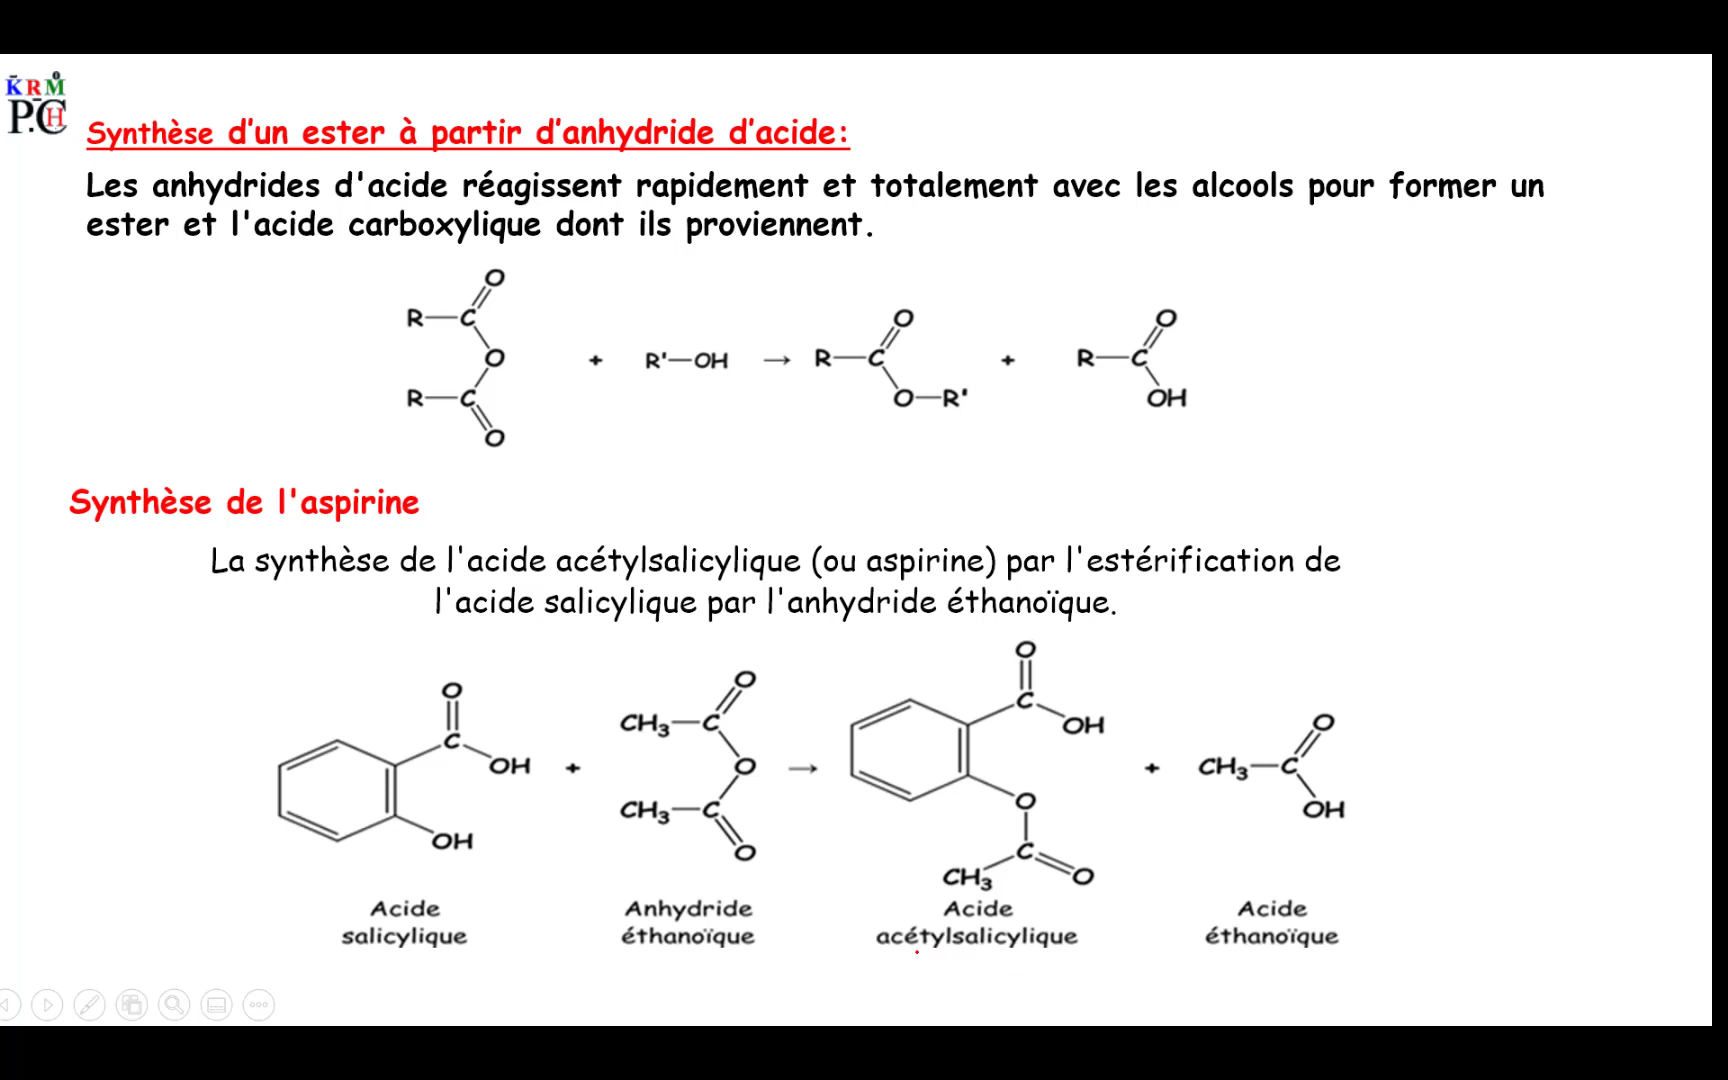 K̄RM̊
P.CH
Synthèse d'un ester à partir d'anhydride d'acide:
Les anhydrides d'acide réagissent rapidement et totalement avec les alcools pour former un
ester et l'acide carboxylique dont ils proviennent.
O
R—C
O
R—C
O
+
R'—OH
→
O
R—C
O—R'
+
O
R—C
OH
Synthèse de l'aspirine
La synthèse de l'acide acétylsalicylique (ou aspirine) par l'estérification de
l'acide salicylique par l'anhydride éthanoïque.
O
C
OH
OH
+
O
CH₃—C
O
CH₃—C
O
→
O
C
OH
O
C
CH₃
O
+
O
CH₃—C
OH
Acide
salicylique
Anhydride
éthanoïque
Acide
acétylsalicylique
Acide
éthanoïque